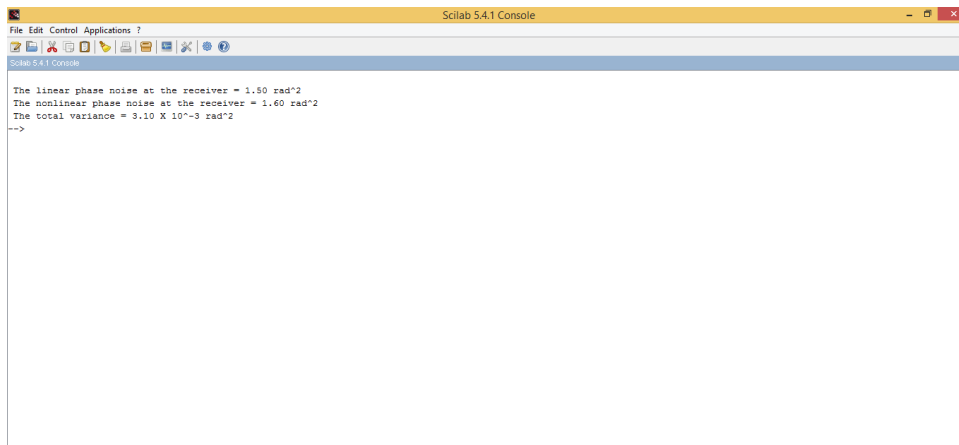 Scilab 5.4.1 Console
File Edit Control Applications ?
Scilab 5.4.1 Console
The linear phase noise at the receiver = 1.50 rad^2
The nonlinear phase noise at the receiver = 1.60 rad^2
The total variance = 3.10 X 10^-3 rad^2
-->